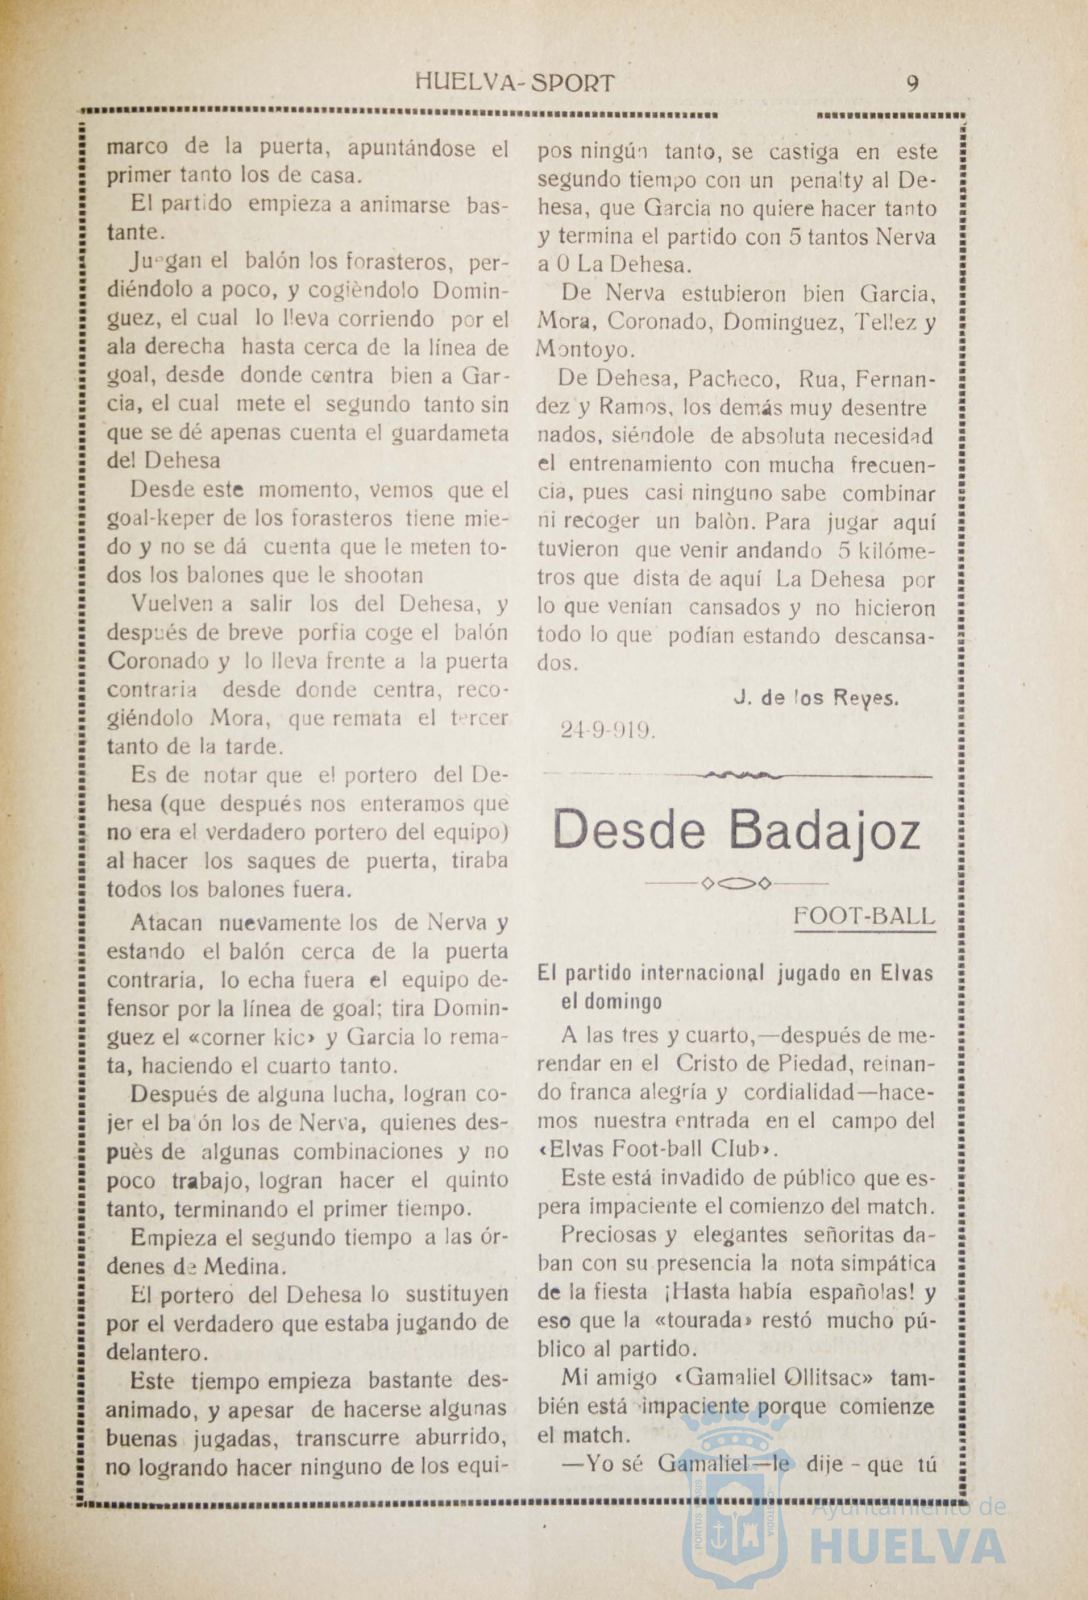 HUELVA-SPORT
9
marco de la puerta, apuntándose el
primer tanto los de casa.
El partido empieza a animarse bas-
tante.
Juegan el balón los forasteros, per-
diéndolo a poco, y cogièndolo Domin-
guez, el cual lo lleva corriendo por el
ala derecha hasta cerca de la línea de
goal, desde donde centra bien a Gar-
cia, el cual mete el segundo tanto sin
que se dé apenas cuenta el guardameta
del Dehesa
Desde este momento, vemos que el
goal-keper de los forasteros tiene mie-
do y no se dá cuenta que le meten to-
dos los balones que le shootan
Vuelven a salir los del Dehesa, y
después de breve porfia coge el balón
Coronado y lo lleva frente a la puerta
contraria desde donde centra, reco-
giéndolo Mora, que remata el tercer
tanto de la tarde.
Es de notar que el portero del De-
hesa (que después nos enteramos que
no era el verdadero portero del equipo)
al hacer los saques de puerta, tiraba
todos los balones fuera.
Atacan nuevamente los de Nerva y
estando el balón cerca de la puerta
contraria, lo echa fuera el equipo de-
fensor por la línea de goal; tira Domin-
guez el «corner kic› y Garcia lo rema-
ta, haciendo el cuarto tanto.
Después de alguna lucha, logran co-
jer el ba ón los de Nerva, quienes des-
puès de algunas combinaciones y no
poco trabajo, logran hacer el quinto
tanto, terminando el primer tiempo.
Empieza el segundo tiempo a las ór-
denes de Medina.
El portero del Dehesa lo sustituyen
por el verdadero que estaba jugando de
delantero.
Este tiempo empieza bastante des-
animado, y apesar de hacerse algunas
buenas jugadas, transcurre aburrido,
no logrando hacer ninguno de los equi-
pos ningún tanto, se castiga en este
segundo tiempo con un penalty al De-
hesa, que Garcia no quiere hacer tanto
y termina el partido con 5 tantos Nerva
a 0 La Dehesa.
De Nerva estubieron bien Garcia,
Mora, Coronado, Dominguez, Tellez y
Montoyo.
De Dehesa, Pacheco, Rua, Fernan-
dez y Ramos, los demás muy desentre
nados, siéndole de absoluta necesidad
el entrenamiento con mucha frecuen-
cia, pues casi ninguno sabe combinar
ni recoger un balòn. Para jugar aquí
tuvieron que venir andando 5 kilóme-
tros que dista de aquí La Dehesa por
lo que venían cansados y no hicieron
todo lo que podían estando descansa-
dos.
J. de los Reyes.
24-9-919.
Desde Badajoz
FOOT-BALL
El partido internacional jugado en Elvas
el domingo
A las tres y cuarto,—después de me-
rendar en el Cristo de Piedad, reinan-
do franca alegría y cordialidad—hace-
mos nuestra entrada en el campo del
‹Elvas Foot-ball Club›.
Este está invadido de público que es-
pera impaciente el comienzo del match.
Preciosas y elegantes señoritas da-
ban con su presencia la nota simpática
de la fiesta ¡Hasta había españolas! y
eso que la «tourada» restó mucho pú-
blico al partido.
Mi amigo ‹Gamaliel Ollitsac» tam-
bién está impaciente porque comienze
el match.
—Yo sé Gamaliel—le dije - que tú
PORTUS MARIS
CUSTODIA
Ayuntamiento de
HUELVA